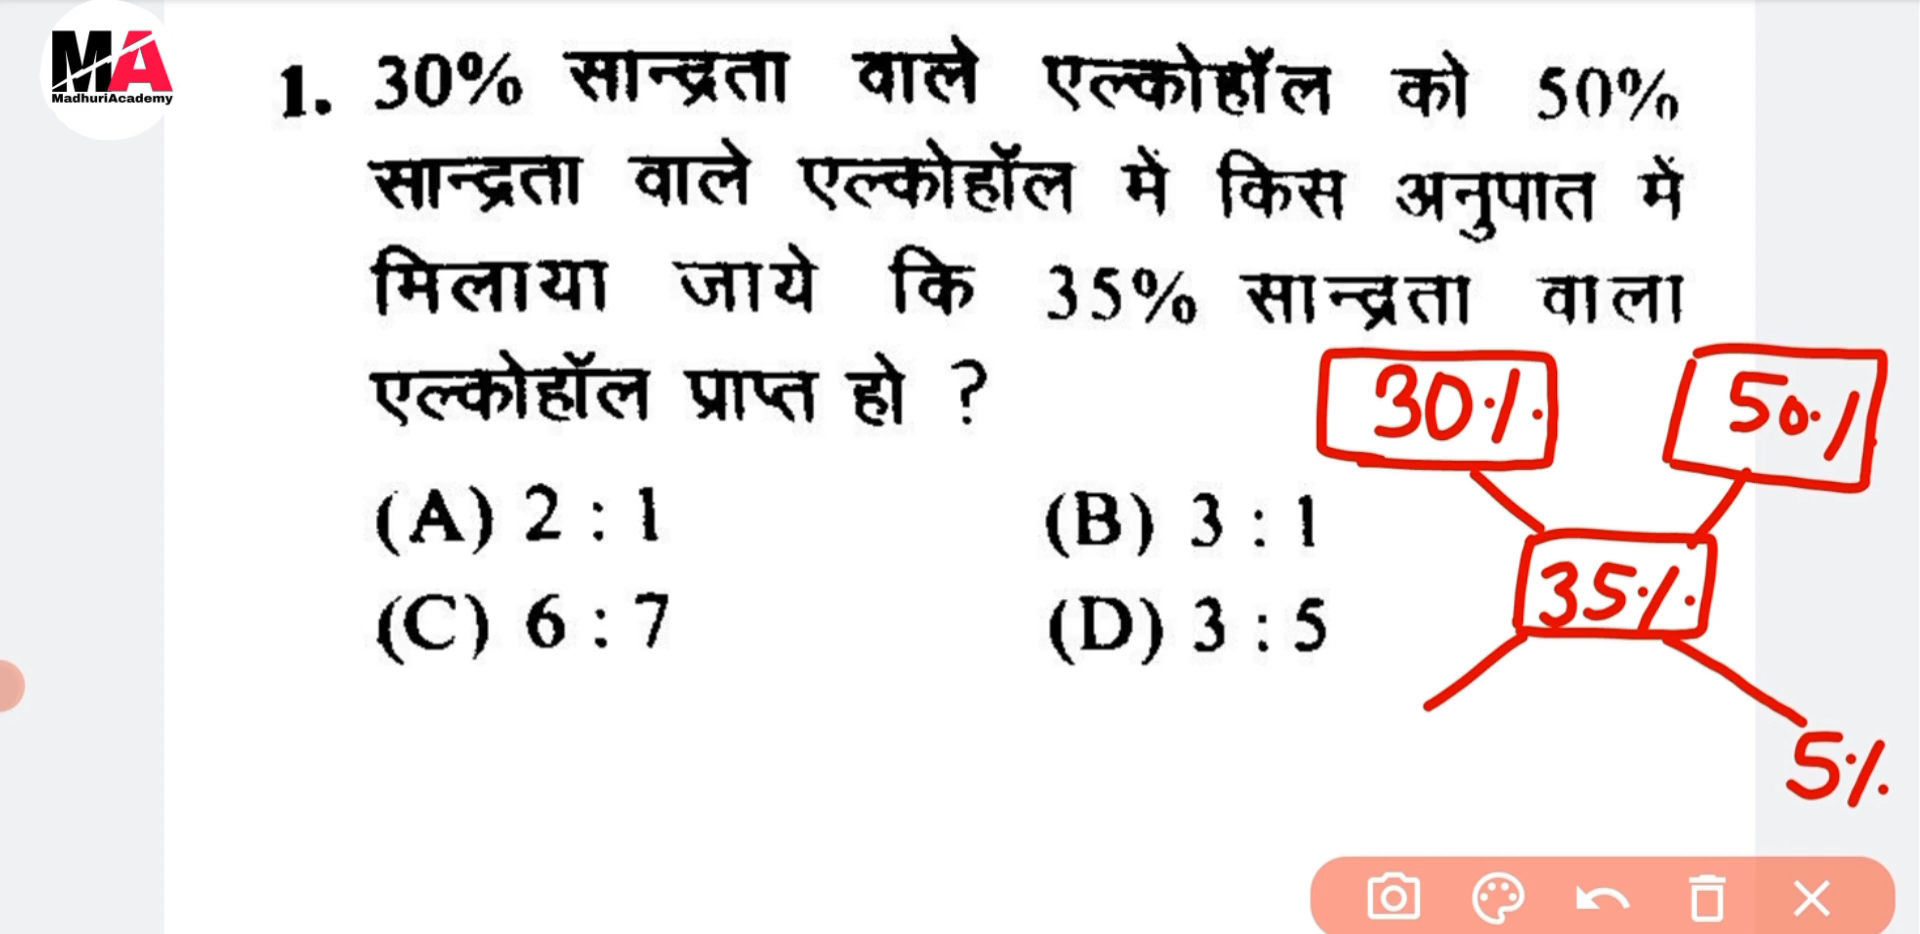 MA
MadhuriAcademy
1. 30% सान्द्रता वाले एल्कोहॉल को 50%
सान्द्रता वाले एल्कोहॉल में किस अनुपात में
मिलाया जाये कि 35% सान्द्रता वाला
एल्कोहॉल प्राप्त हो ?
30% 50%
(A) 2 : 1 (B) 3 : 1
35%
(C) 6 : 7 (D) 3 : 5
5%